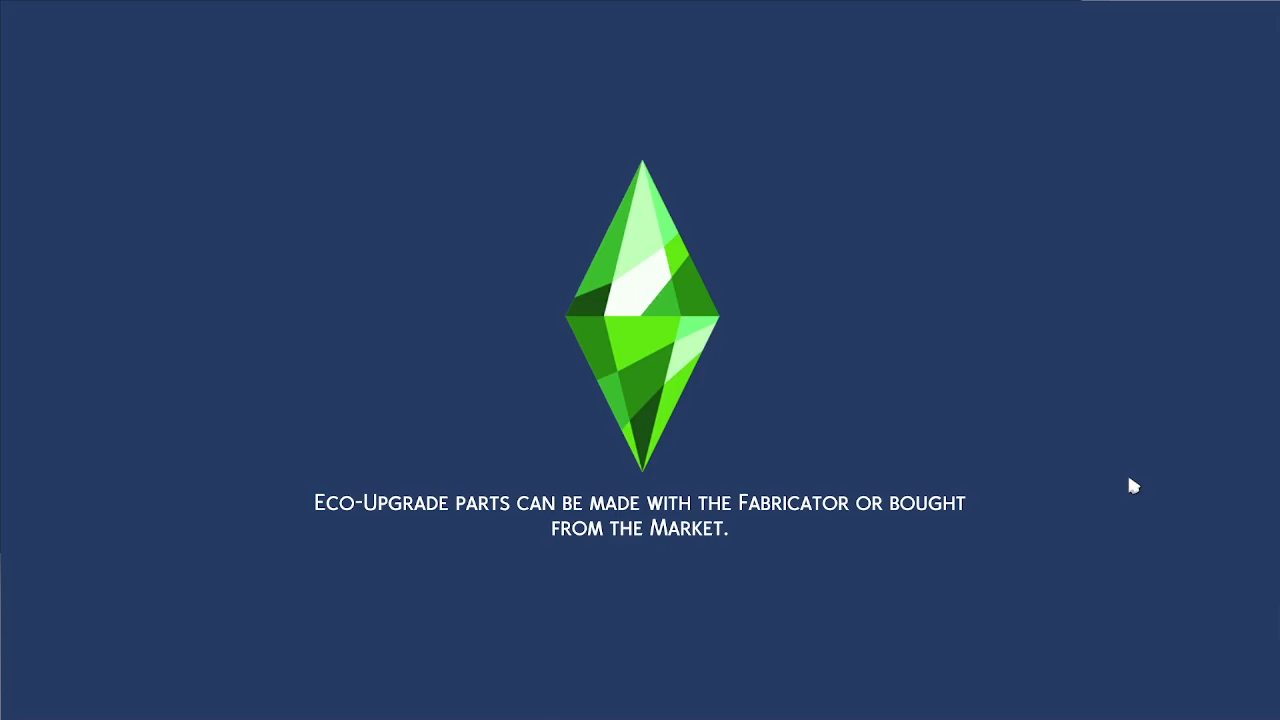 Eco-Upgrade parts can be made with the Fabricator or bought
from the Market.